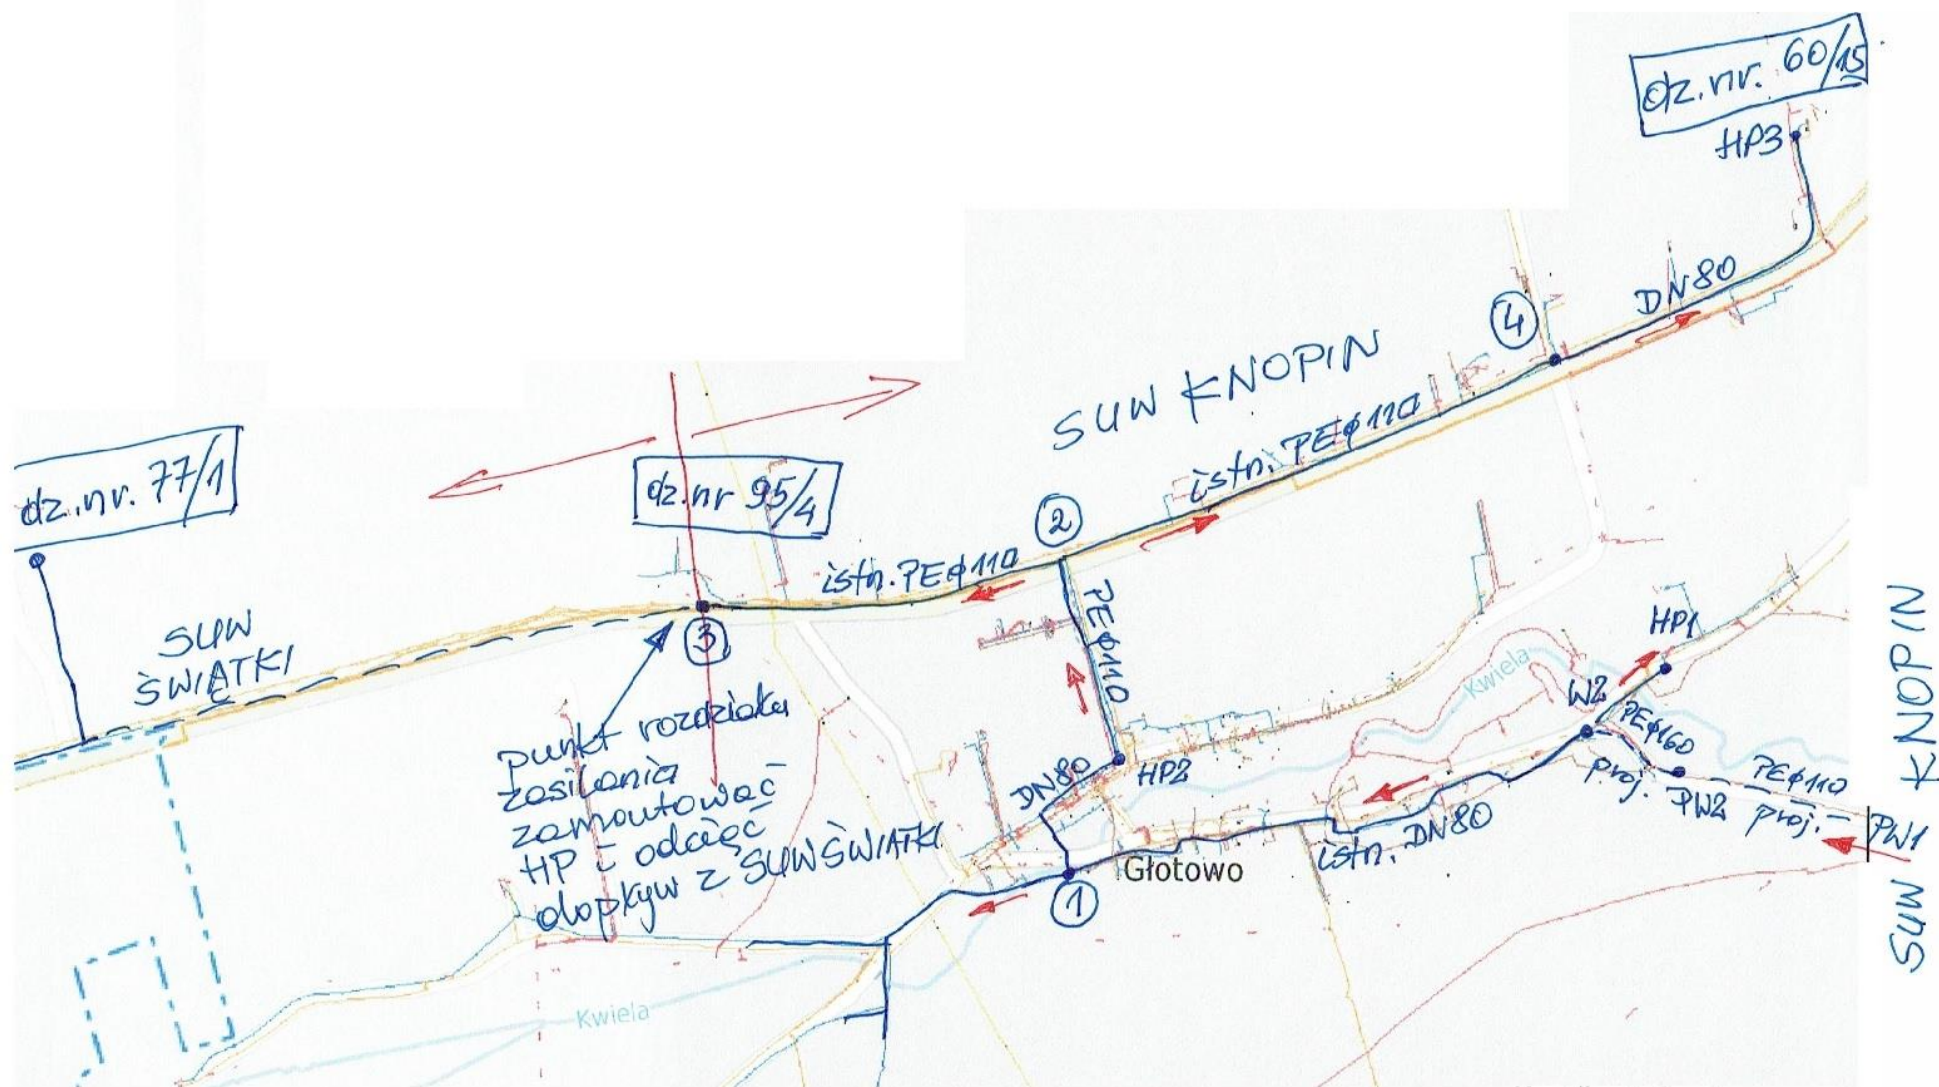 dz.nr. 60/15
HP3
DN80
4
SUW KNOPIN
istn. PEφ110
dz.nr. 77/1
dz.nr 95/4
2
istn. PEφ110
SUW
ŚWIĄTKI
3
PEφ110
HP1
Kwiela
W2
PEφ160
proj.
PW2
PEφ110
proj.
PW1
SUW KNOPIN
punkt rozdziału
zasilania
zamontować
HP i odciąć
dopływ z SUW ŚWIĄTKI
DN80
HP2
istn. DN80
Głotowo
1
Kwiela